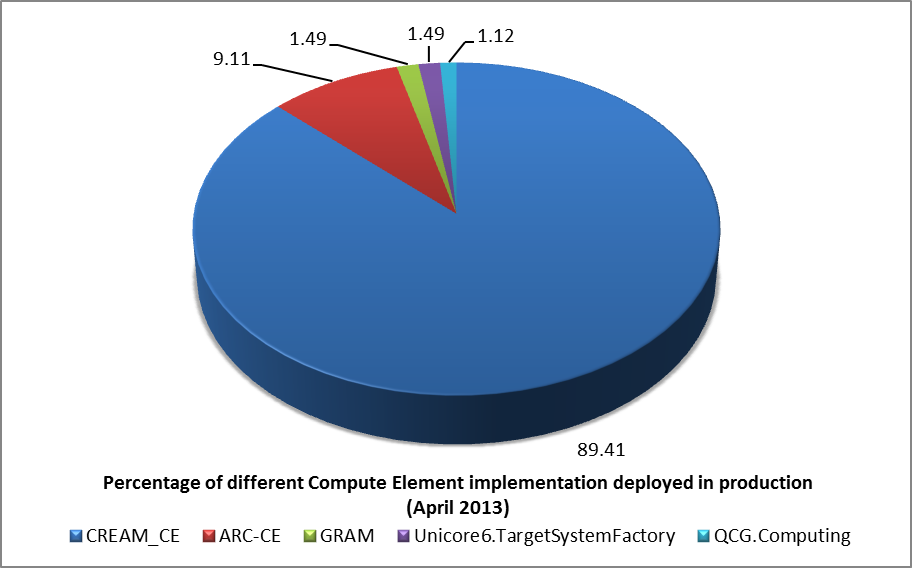 1.49
1.49
1.12
9.11
89.41
Percentage of different Compute Element implementation deployed in production
(April 2013)
CREAM_CE ARC-CE GRAM Unicore6.TargetSystemFactory QCG.Computing